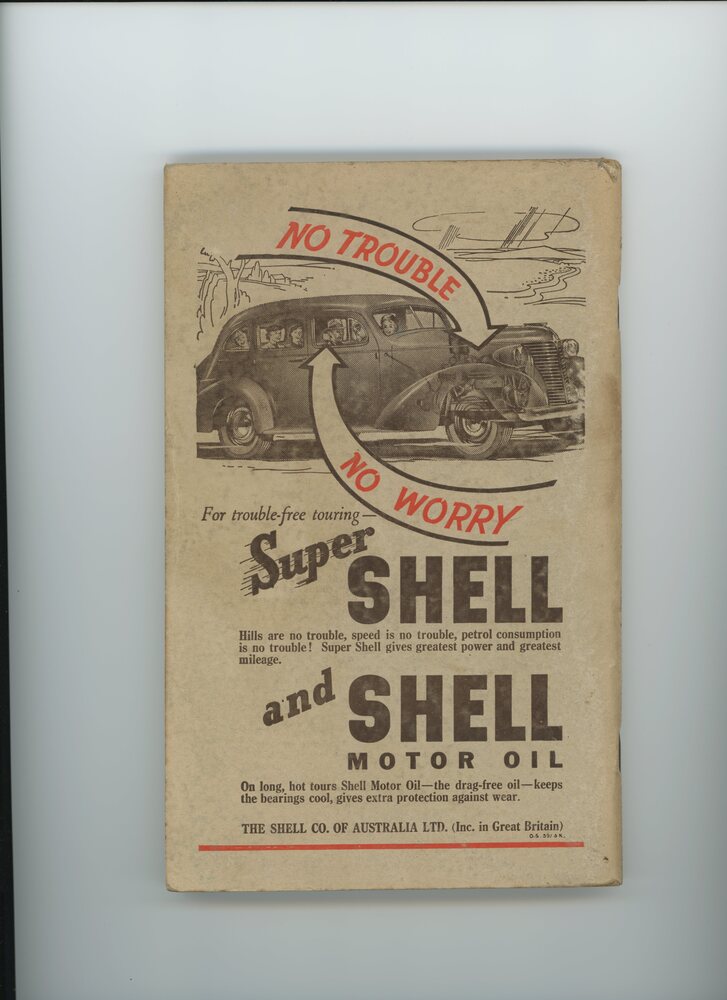 NO TROUBLE
NO WORRY
For trouble-free touring—
Super
SHELL
Hills are no trouble, speed is no trouble, petrol consumption
is no trouble! Super Shell gives greatest power and greatest
mileage.
and
SHELL
MOTOR OIL
On long, hot tours Shell Motor Oil—the drag-free oil—keeps
the bearings cool, gives extra protection against wear.
THE SHELL CO. OF AUSTRALIA LTD. (Inc. in Great Britain)